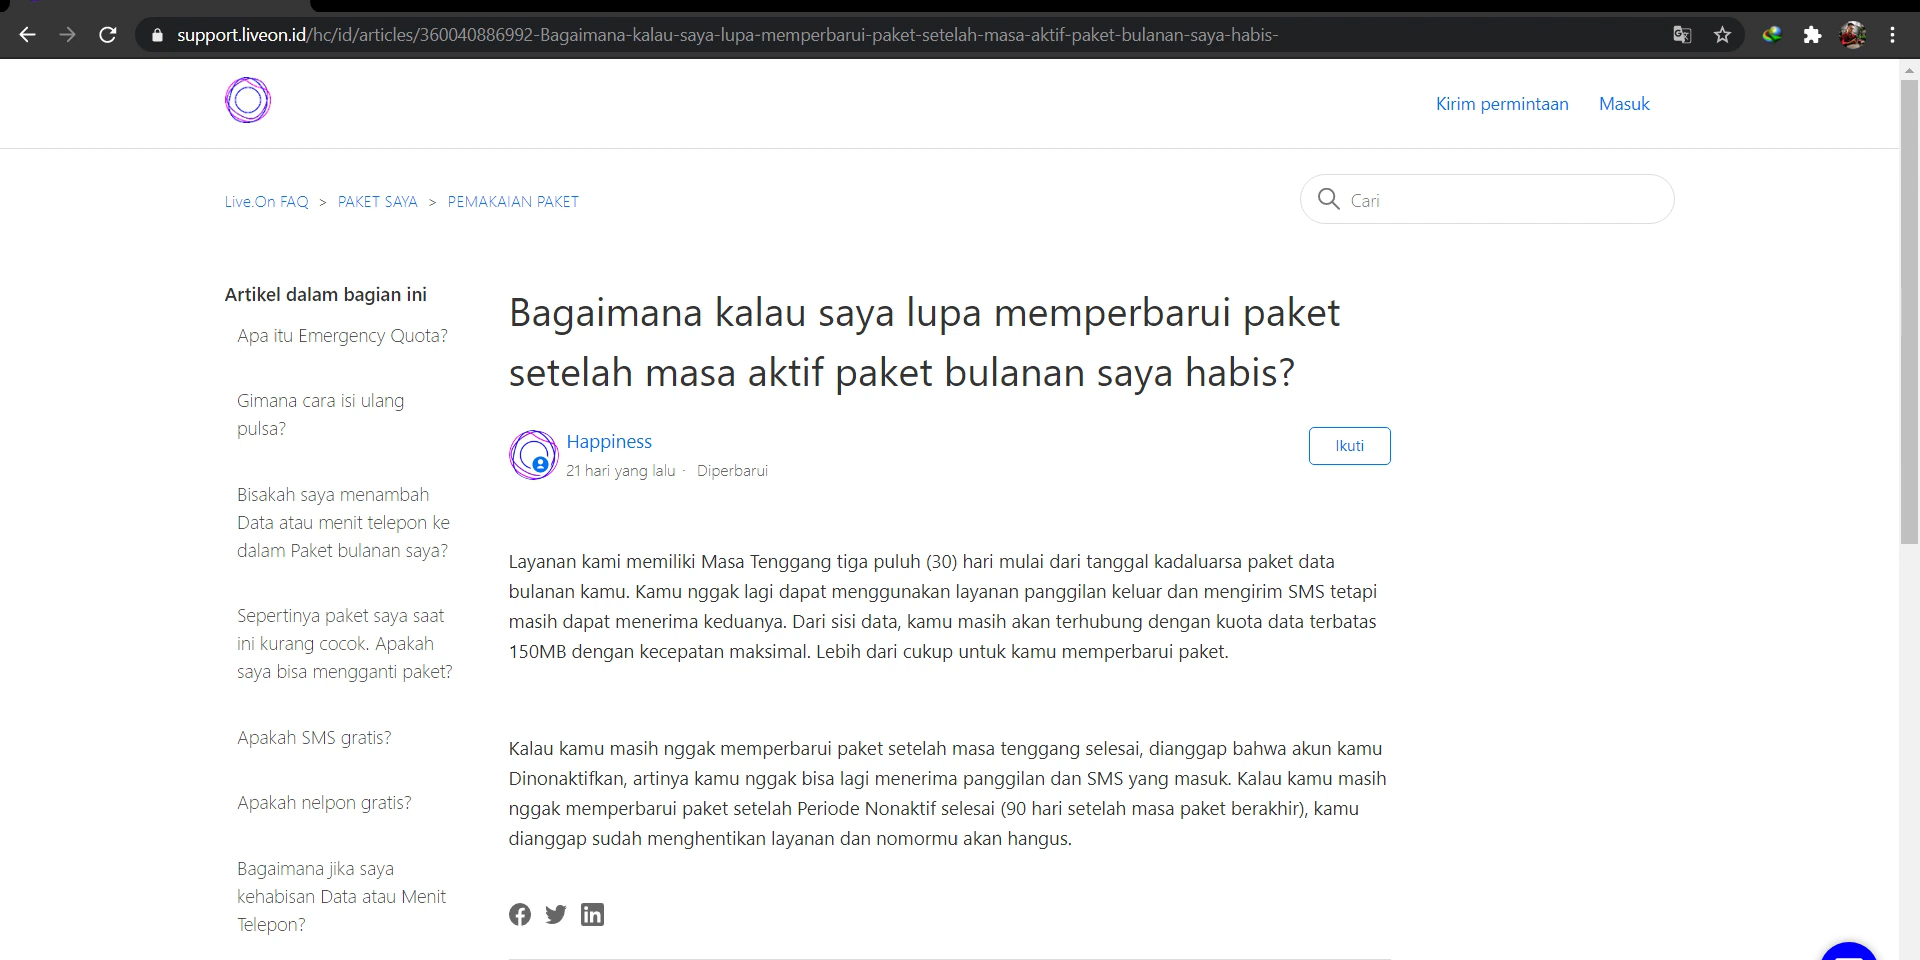 support.liveon.id/hc/id/articles/360040886992-Bagaimana-kalau-saya-lupa-memperbarui-paket-setelah-masa-aktif-paket-bulanan-saya-habis-
Kirim permintaan
Masuk
Live.On FAQ > PAKET SAYA > PEMAKAIAN PAKET
Cari
Artikel dalam bagian ini
Apa itu Emergency Quota?
Gimana cara isi ulang
pulsa?
Bisakah saya menambah
Data atau menit telepon ke
dalam Paket bulanan saya?
Sepertinya paket saya saat
ini kurang cocok. Apakah
saya bisa mengganti paket?
Apakah SMS gratis?
Apakah nelpon gratis?
Bagaimana jika saya
kehabisan Data atau Menit
Telepon?
Bagaimana kalau saya lupa memperbarui paket
setelah masa aktif paket bulanan saya habis?
Happiness
21 hari yang lalu · Diperbarui
Ikuti
Layanan kami memiliki Masa Tenggang tiga puluh (30) hari mulai dari tanggal kadaluarsa paket data
bulanan kamu. Kamu nggak lagi dapat menggunakan layanan panggilan keluar dan mengirim SMS tetapi
masih dapat menerima keduanya. Dari sisi data, kamu masih akan terhubung dengan kuota data terbatas
150MB dengan kecepatan maksimal. Lebih dari cukup untuk kamu memperbarui paket.
Kalau kamu masih nggak memperbarui paket setelah masa tenggang selesai, dianggap bahwa akun kamu
Dinonaktifkan, artinya kamu nggak bisa lagi menerima panggilan dan SMS yang masuk. Kalau kamu masih
nggak memperbarui paket setelah Periode Nonaktif selesai (90 hari setelah masa paket berakhir), kamu
dianggap sudah menghentikan layanan dan nomormu akan hangus.